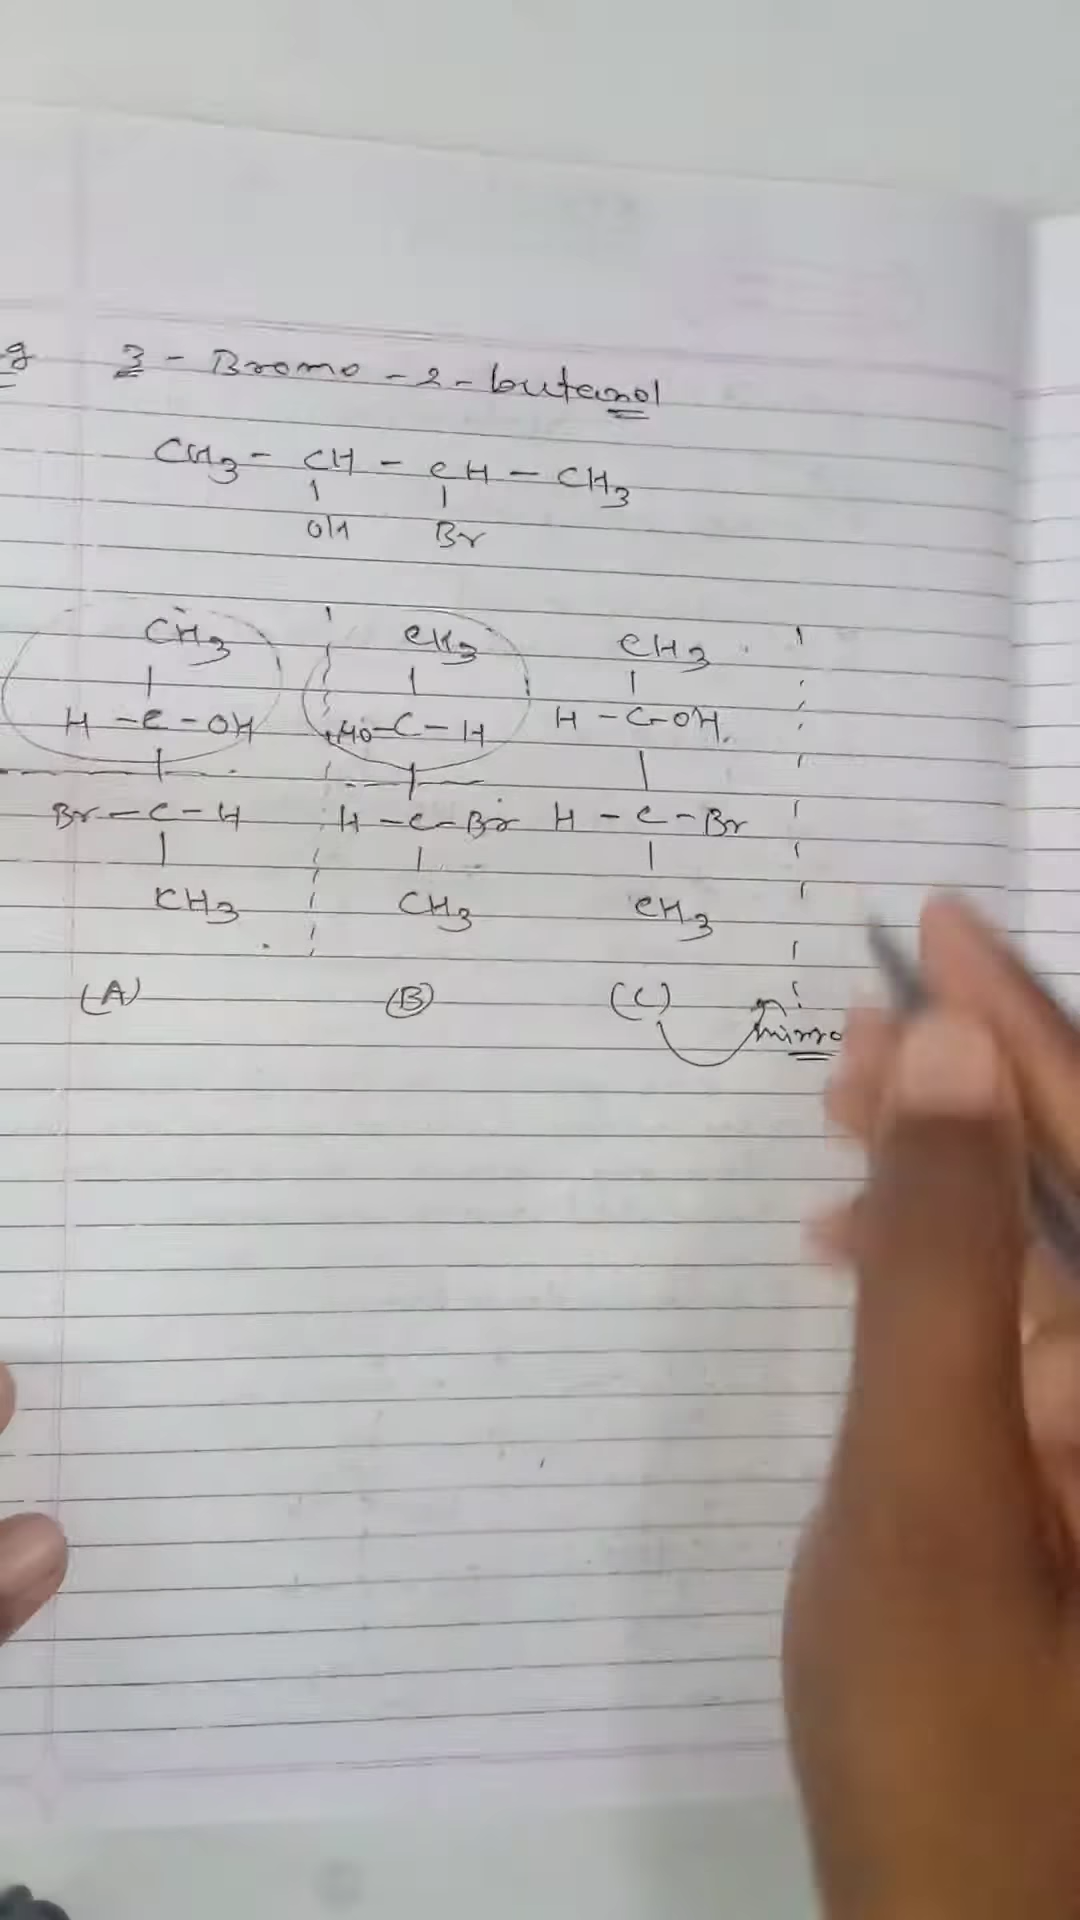 3 - Bromo - 2 - butanol
CH3 - CH - CH - CH3
OH Br
CH3 CH3 CH3
H - C - OH HO - C - H H - C - OH
Br - C - H H - C - Br H - C - Br
CH3 CH3 CH3
(A) (B) (C)
mirro